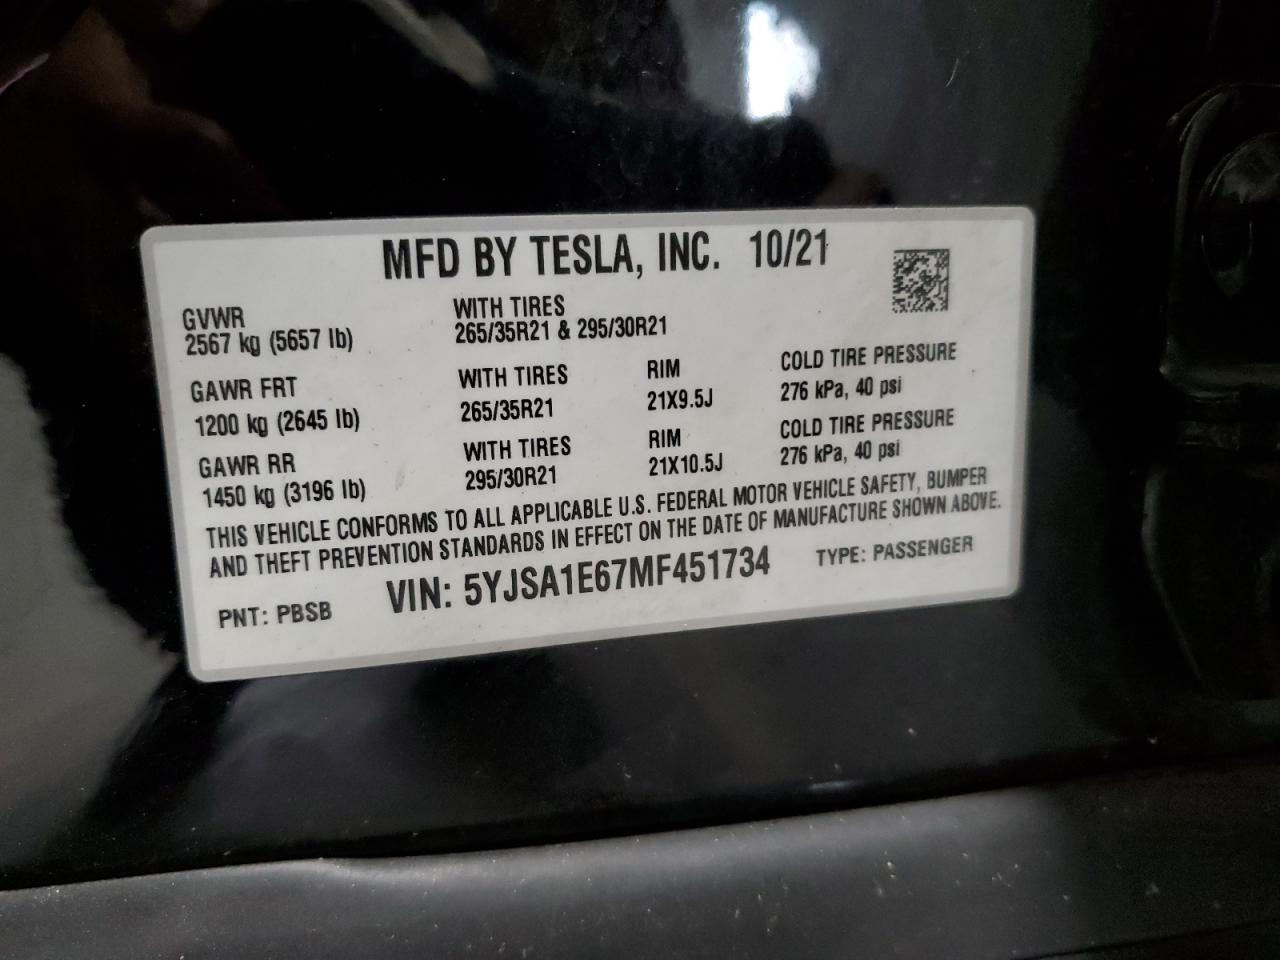 MFD BY TESLA, INC. 10/21
GVWR
2567 kg (5657 lb)
WITH TIRES
265/35R21 & 295/30R21
GAWR FRT
1200 kg (2645 lb)
WITH TIRES
265/35R21
RIM
21X9.5J
COLD TIRE PRESSURE
276 kPa, 40 psi
GAWR RR
1450 kg (3196 lb)
WITH TIRES
295/30R21
RIM
21X10.5J
COLD TIRE PRESSURE
276 kPa, 40 psi
THIS VEHICLE CONFORMS TO ALL APPLICABLE U.S. FEDERAL MOTOR VEHICLE SAFETY, BUMPER
AND THEFT PREVENTION STANDARDS IN EFFECT ON THE DATE OF MANUFACTURE SHOWN ABOVE.
PNT: PBSB VIN: 5YJSA1E67MF451734 TYPE: PASSENGER